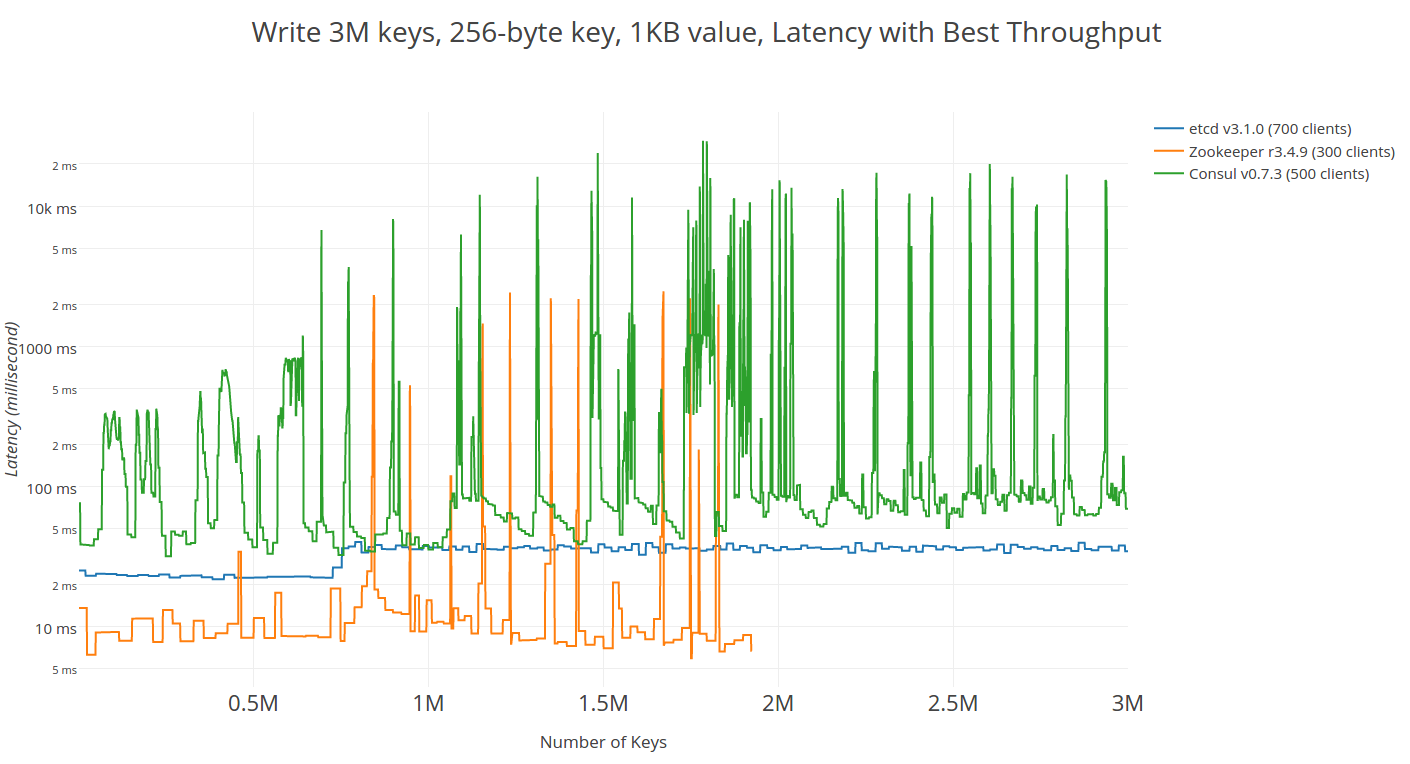 Write 3M keys, 256-byte key, 1KB value, Latency with Best Throughput
etcd v3.1.0 (700 clients)
Zookeeper r3.4.9 (300 clients)
Consul v0.7.3 (500 clients)
2 ms
10k ms
5 ms
2 ms
1000 ms
5 ms
2 ms
100 ms
5 ms
2 ms
10 ms
5 ms
Latency (millisecond)
0.5M 1M 1.5M 2M 2.5M 3M
Number of Keys